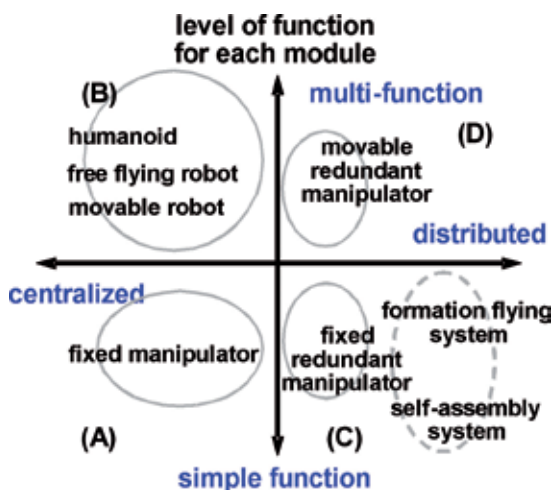 level of function
for each module
(B)
multi-function
(D)
humanoid
free flying robot
movable robot
movable
redundant
manipulator
distributed
centralized
fixed manipulator
fixed
redundant
manipulator
formation flying
system
self-assembly
system
(A)
(C)
simple function